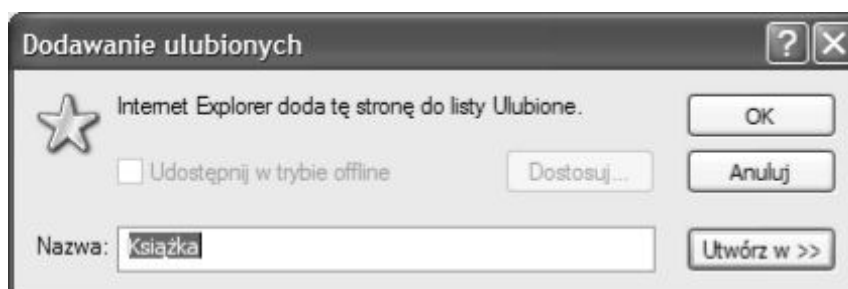 Dodawanie ulubionych
Internet Explorer doda tę stronę do listy Ulubione.
OK
Udostępnij w trybie offline
Dostosuj...
Anuluj
Nazwa: Książka
Utwórz w >>